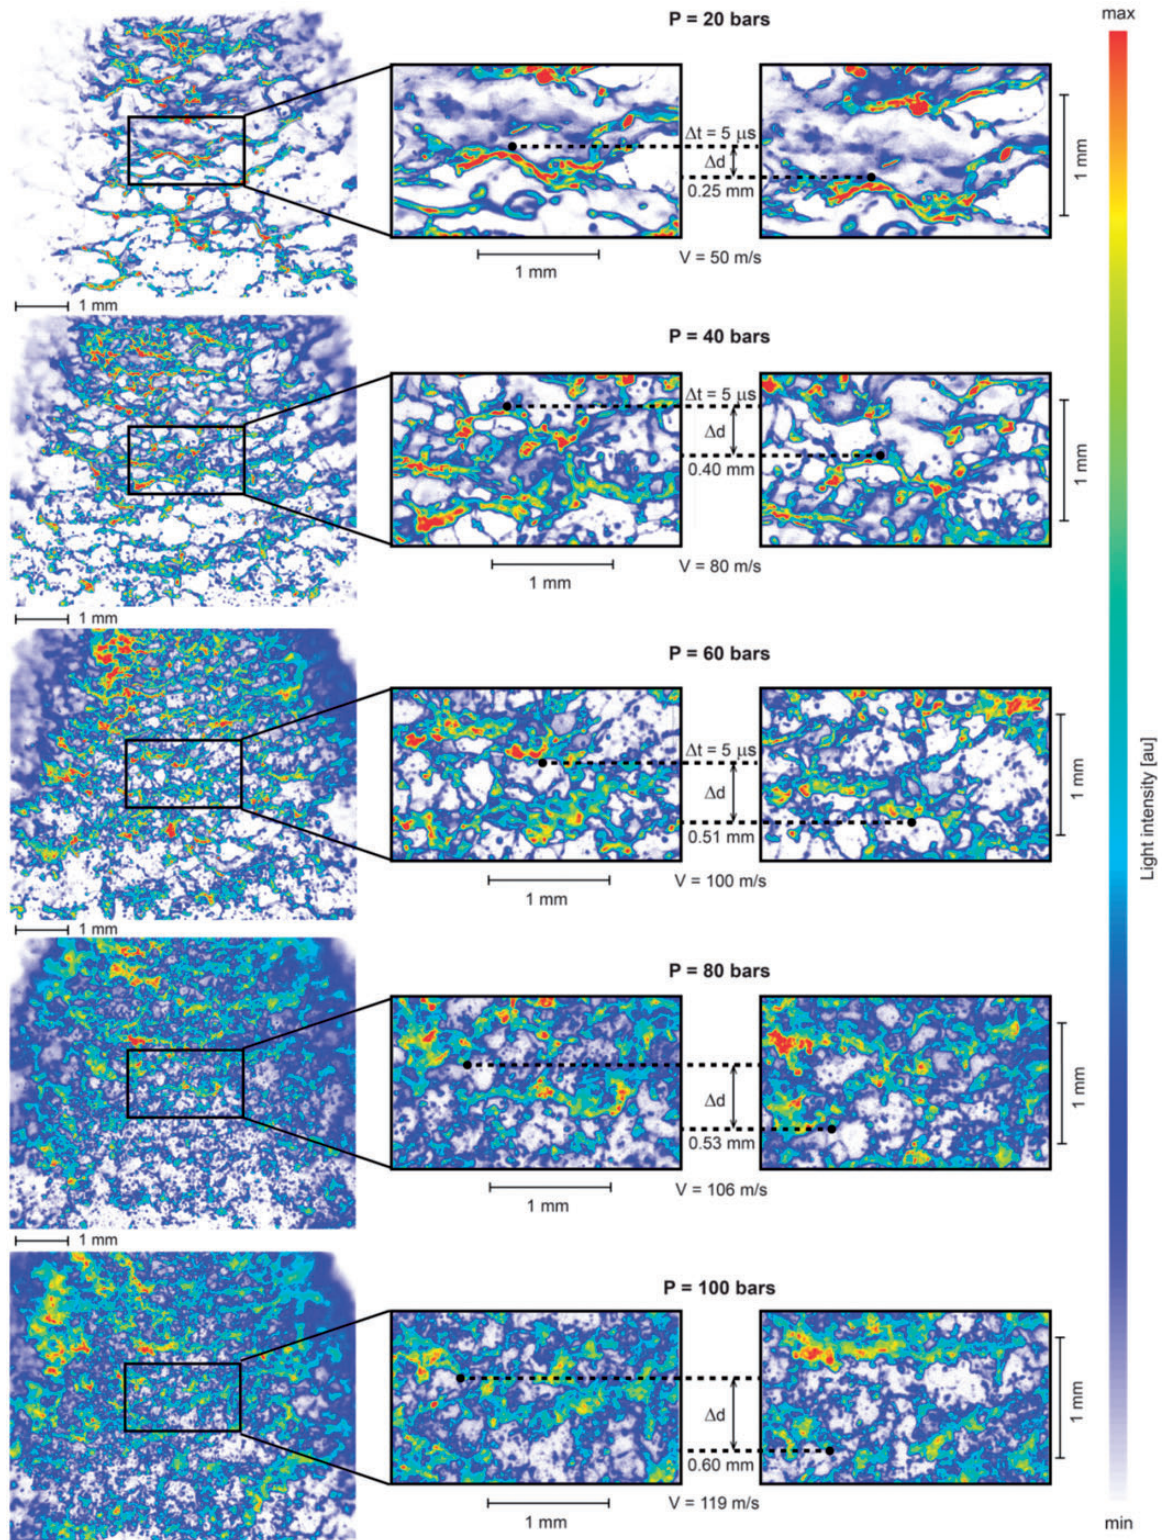 P = 20 bars
max
Δt = 5 μs
Δd
0.25 mm
1 mm
1 mm
V = 50 m/s
1 mm
P = 40 bars
Δt = 5 μs
Δd
0.40 mm
1 mm
1 mm
V = 80 m/s
1 mm
P = 60 bars
Δt = 5 μs
Δd
0.51 mm
1 mm
1 mm
V = 100 m/s
1 mm
P = 80 bars
Δd
0.53 mm
1 mm
1 mm
V = 106 m/s
1 mm
P = 100 bars
Δd
0.60 mm
1 mm
1 mm
V = 119 m/s
Light intensity [au]
min